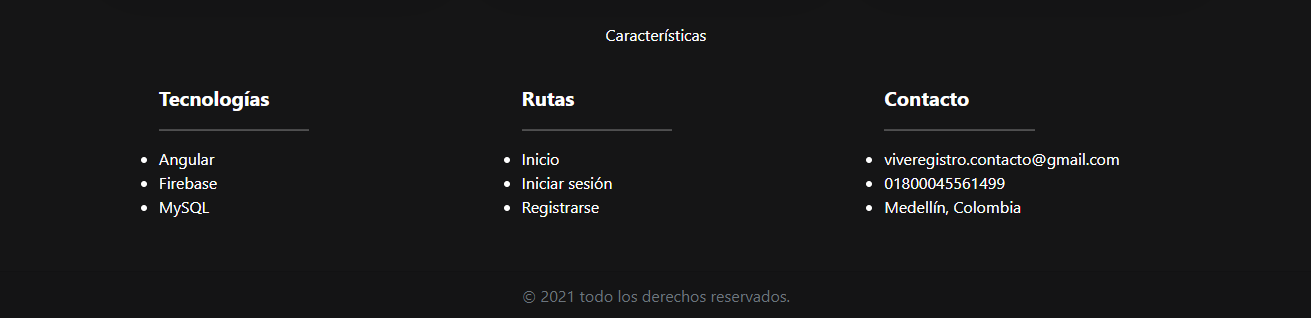 Características
Tecnologías
Angular
Firebase
MySQL
Rutas
Inicio
Iniciar sesión
Registrarse
Contacto
viveregistro.contacto@gmail.com
01800045561499
Medellín, Colombia
© 2021 todo los derechos reservados.